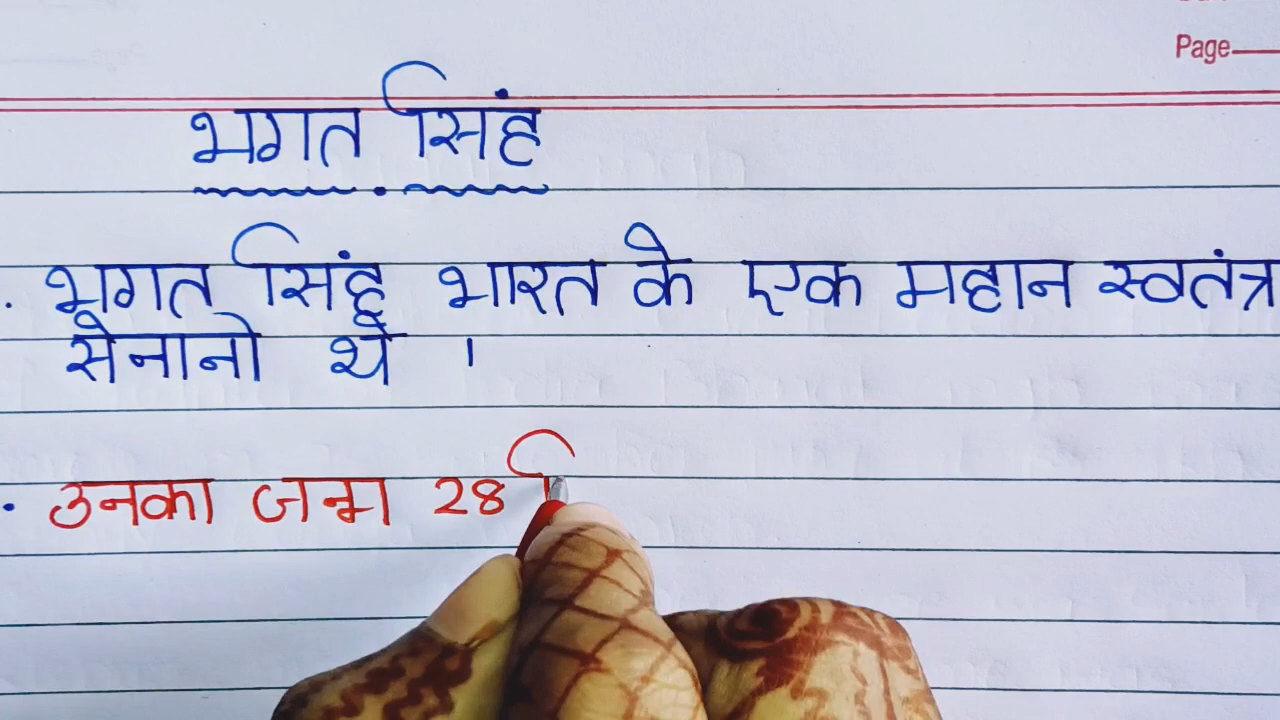 Page
भगत सिंह
. भगत सिंह भारत के एक महान स्वतंत्र
सेनानी थे ।
. उनका जन्म 28